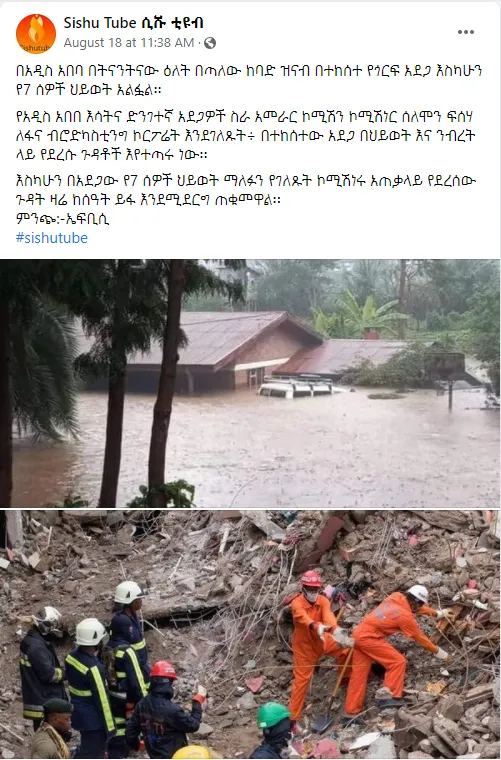 Sishu Tube ሲሹ ቲዩብ
August 18 at 11:38 AM ·
በአዲስ አበባ በትናንትናው ዕለት በጣለው ከባድ ዝናብ በተከሰተ የጎርፍ አደጋ እስካሁን
የ7 ሰዎች ህይወት አልፏል፡፡
የአዲስ አበበ እሳትና ድንገተኛ አደጋዎች ስራ አመራር ኮሚሽን ኮሚሽነር ሰለሞን ፍሰሃ
ለፋና ብሮድካስቲንግ ኮርፖሬት እንደገለጹት÷ በተከሰተው አደጋ በህይወት እና ንብረት
ላይ የደረሱ ጉዳቶች እየተጣሩ ነው፡፡
እስካሁን በአደጋው የ7 ሰዎች ህይወት ማለፉን የገለጹት ኮሚሽነሩ አጠቃላይ የደረሰው
ጉዳት ዛሬ ከሰዓት ይፋ እንደሚደርግ ጠቁመዋል፡፡
ምንጭ:-ኤፍቢሲ
#sishutube